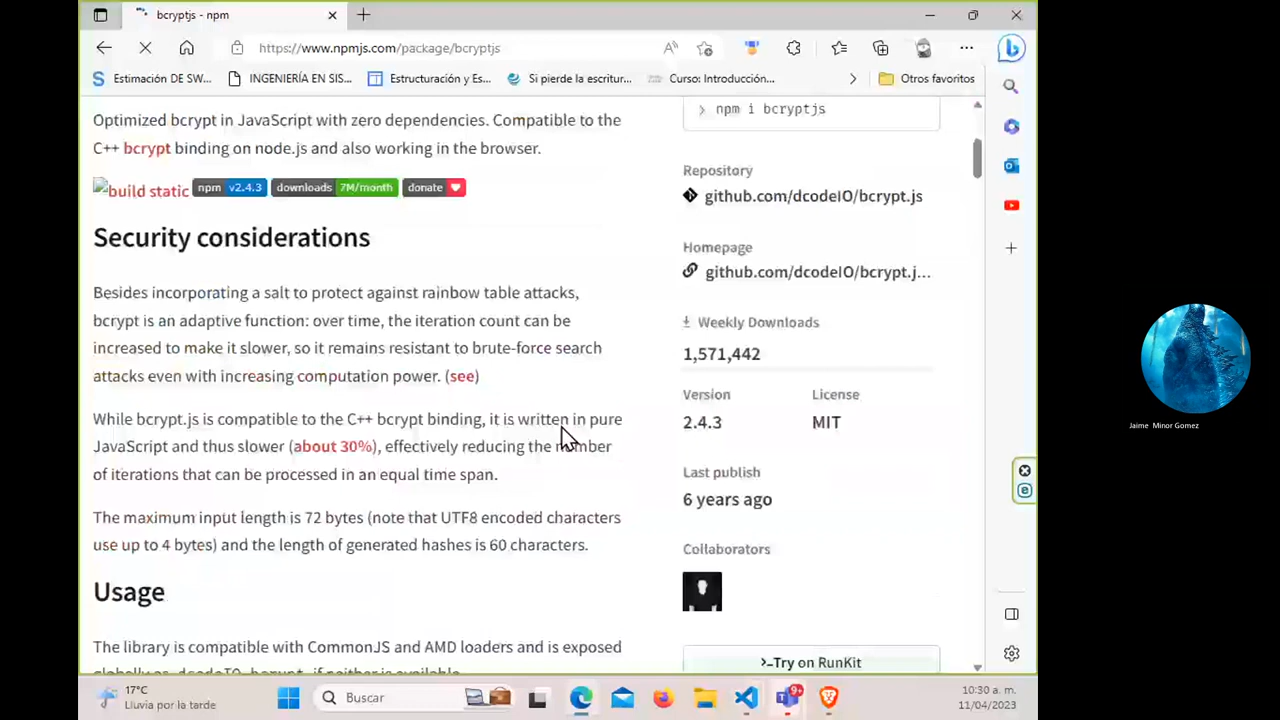 bcryptjs - npm
https://www.npmjs.com/package/bcryptjs
Estimación DE SW...
INGENIERÍA EN SIS...
Estructuración y Es...
Si pierde la escritur...
Curso: Introducción...
Otros favoritos
Optimized bcrypt in JavaScript with zero dependencies. Compatible to the
C++ bcrypt binding on node.js and also working in the browser.
build static npm v2.4.3 downloads 7M/month donate
Security considerations
Besides incorporating a salt to protect against rainbow table attacks,
bcrypt is an adaptive function: over time, the iteration count can be
increased to make it slower, so it remains resistant to brute-force search
attacks even with increasing computation power. (see)
While bcrypt.js is compatible to the C++ bcrypt binding, it is written in pure
JavaScript and thus slower (about 30%), effectively reducing the number
of iterations that can be processed in an equal time span.
The maximum input length is 72 bytes (note that UTF8 encoded characters
use up to 4 bytes) and the length of generated hashes is 60 characters.
Usage
The library is compatible with CommonJS and AMD loaders and is exposed
globally as dcodeIO.bcrypt if neither is available.
> npm i bcryptjs
Repository
github.com/dcodeIO/bcrypt.js
Homepage
github.com/dcodeIO/bcrypt.j...
Weekly Downloads
1,571,442
Version
License
2.4.3
MIT
Last publish
6 years ago
Collaborators
>-Try on RunKit
Jaime Minor Gomez
17°C
Lluvia por la tarde
Buscar
9+
10:30 a. m.
11/04/2023